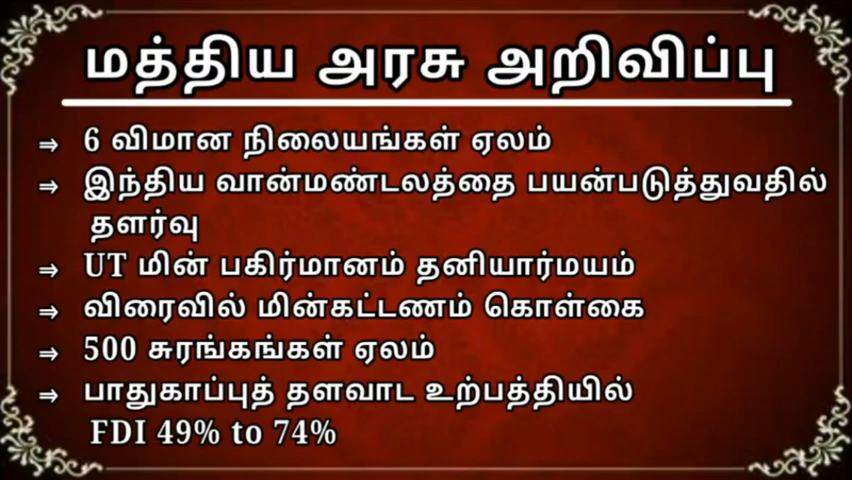 மத்திய அரசு அறிவிப்பு
⇒ 6 விமான நிலையங்கள் ஏலம்
⇒ இந்திய வான்மண்டலத்தை பயன்படுத்துவதில்
தளர்வு
⇒ UT மின் பகிர்மானம் தனியார்மயம்
⇒ விரைவில் மின்கட்டணம் கொள்கை
⇒ 500 சுரங்கங்கள் ஏலம்
⇒ பாதுகாப்புத் தளவாட உற்பத்தியில்
FDI 49% to 74%